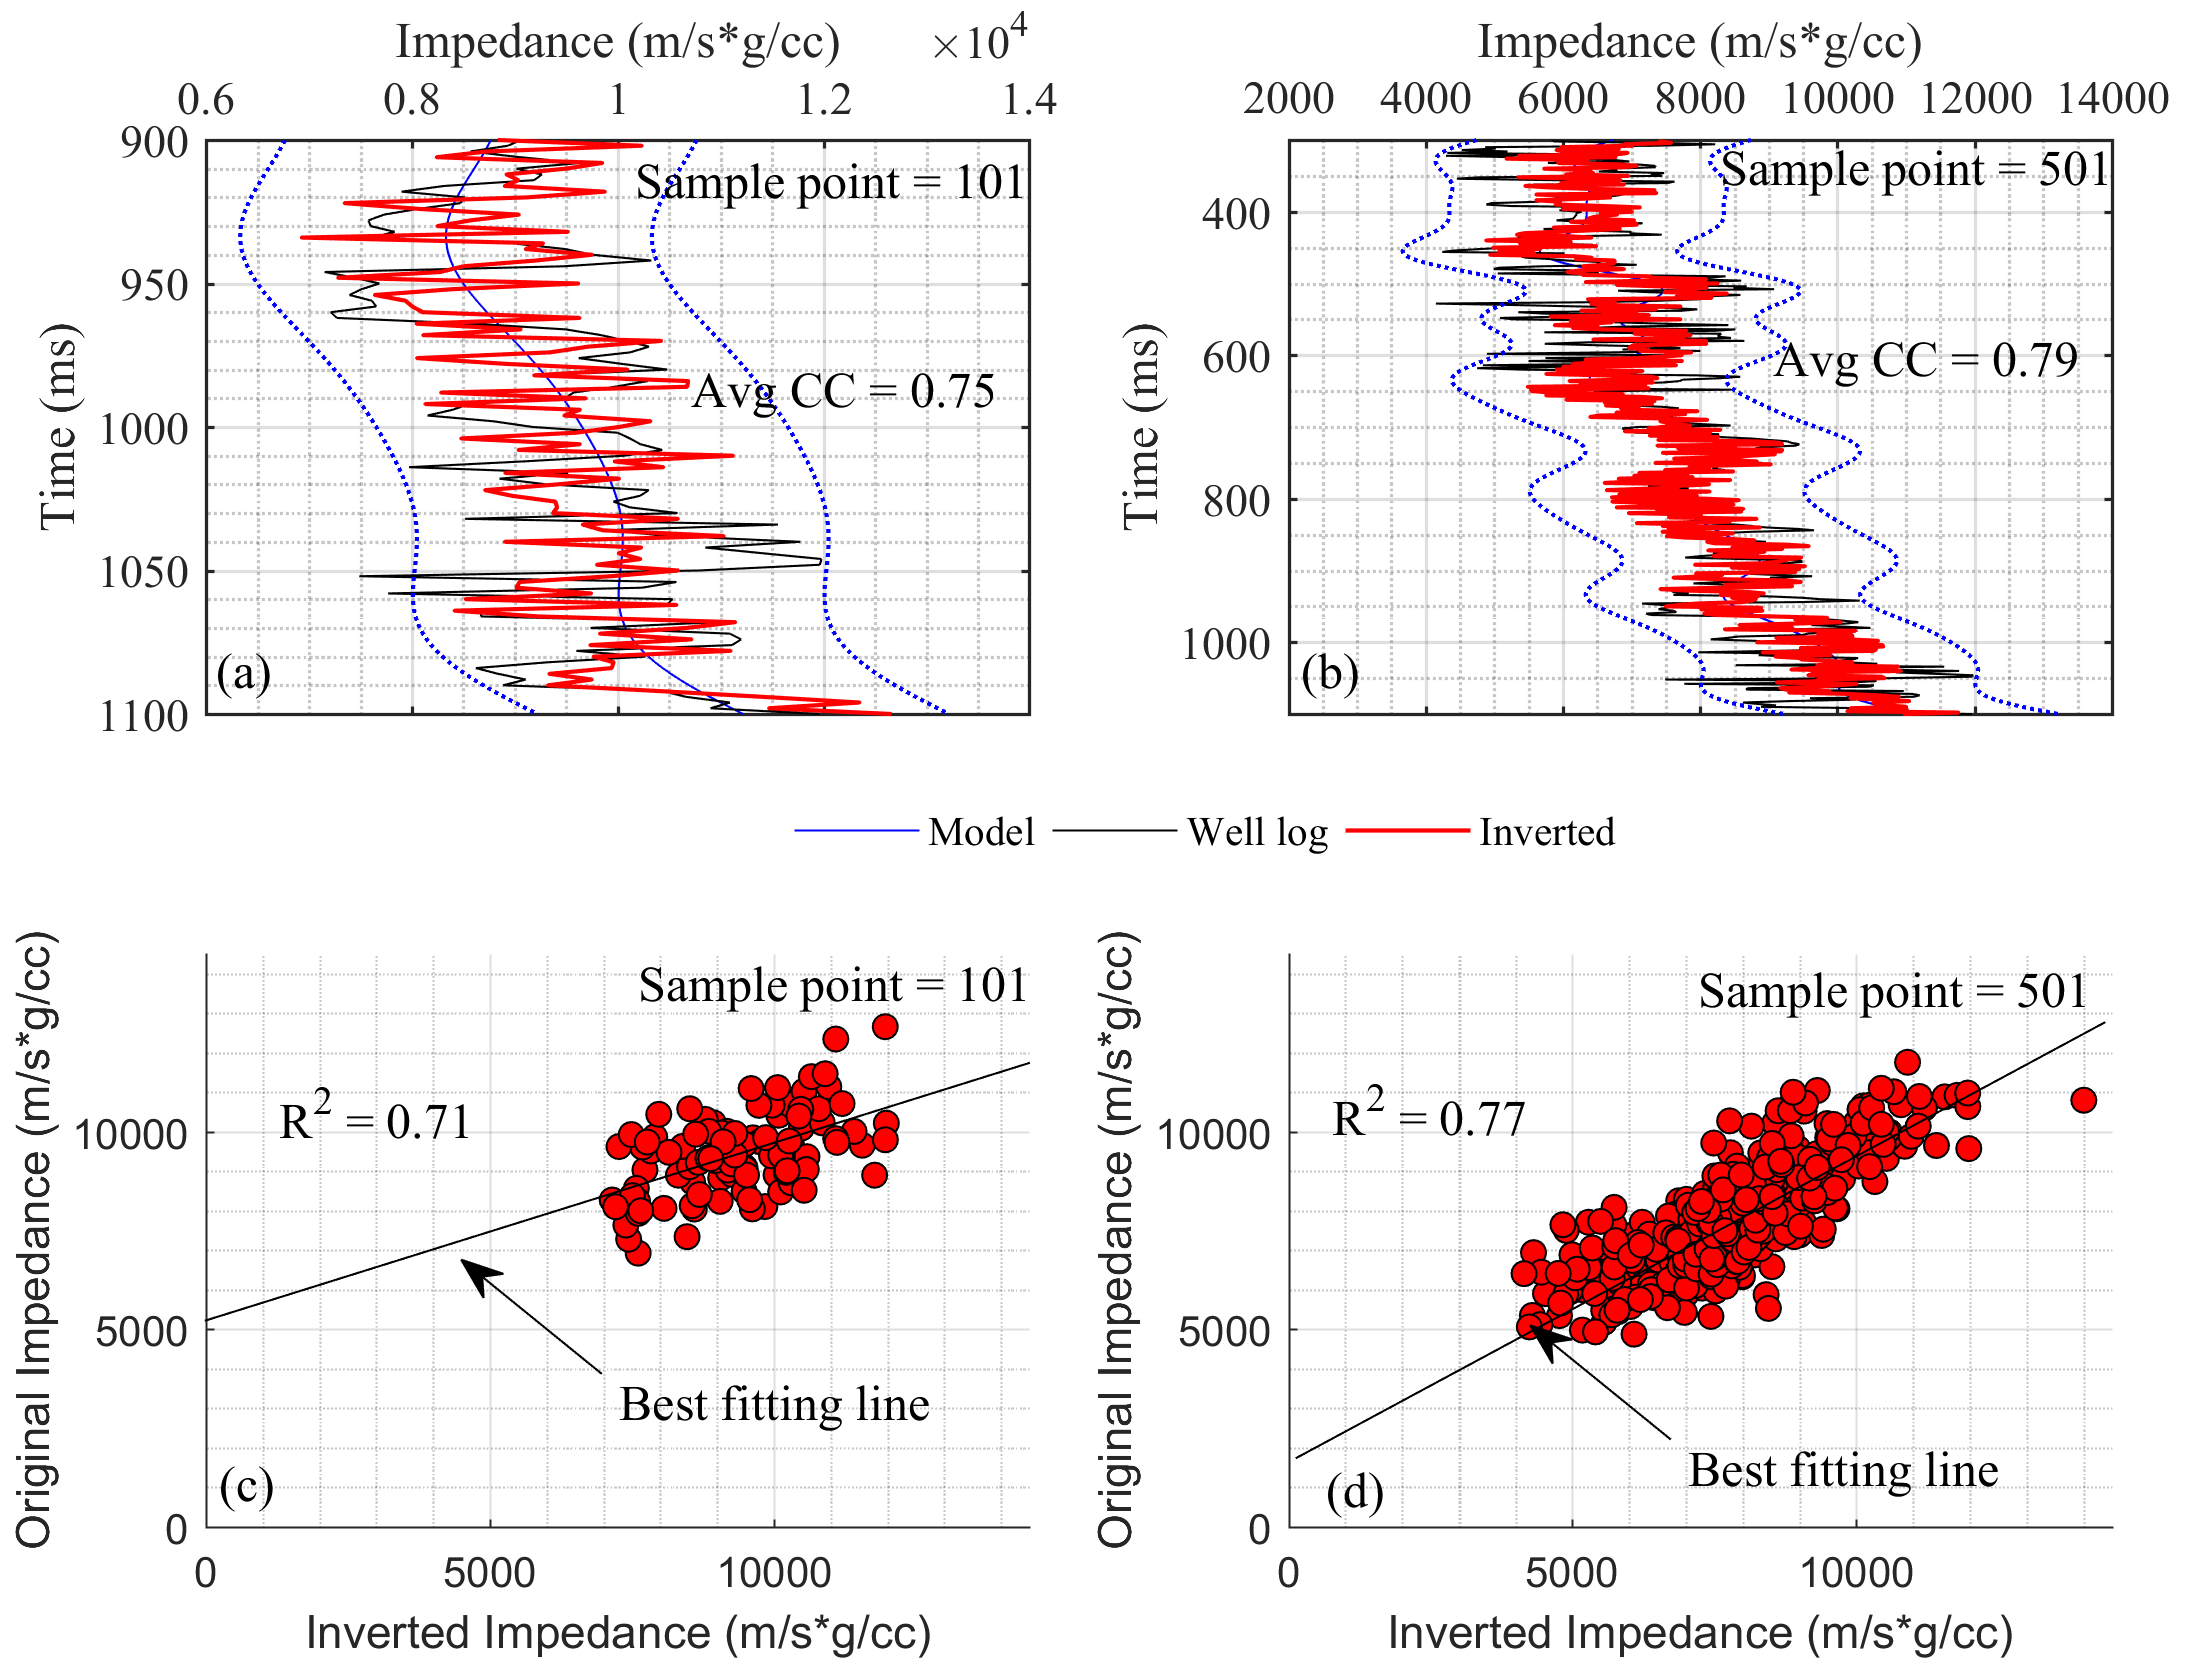 Impedance (m/s*g/cc) ×10^4
0.6 0.8 1 1.2 1.4
900
950
1000
1050
1100
Time (ms)
Sample point = 101
Avg CC = 0.75
(a)
Impedance (m/s*g/cc)
2000 4000 6000 8000 10000 12000 14000
400
600
800
1000
Time (ms)
Sample point = 501
Avg CC = 0.79
(b)
Model Well log Inverted
Original Impedance (m/s*g/cc)
10000
5000
0
Sample point = 101
R^2 = 0.71
Best fitting line
(c)
0 5000 10000
Inverted Impedance (m/s*g/cc)
Original Impedance (m/s*g/cc)
10000
5000
0
Sample point = 501
R^2 = 0.77
Best fitting line
(d)
0 5000 10000
Inverted Impedance (m/s*g/cc)